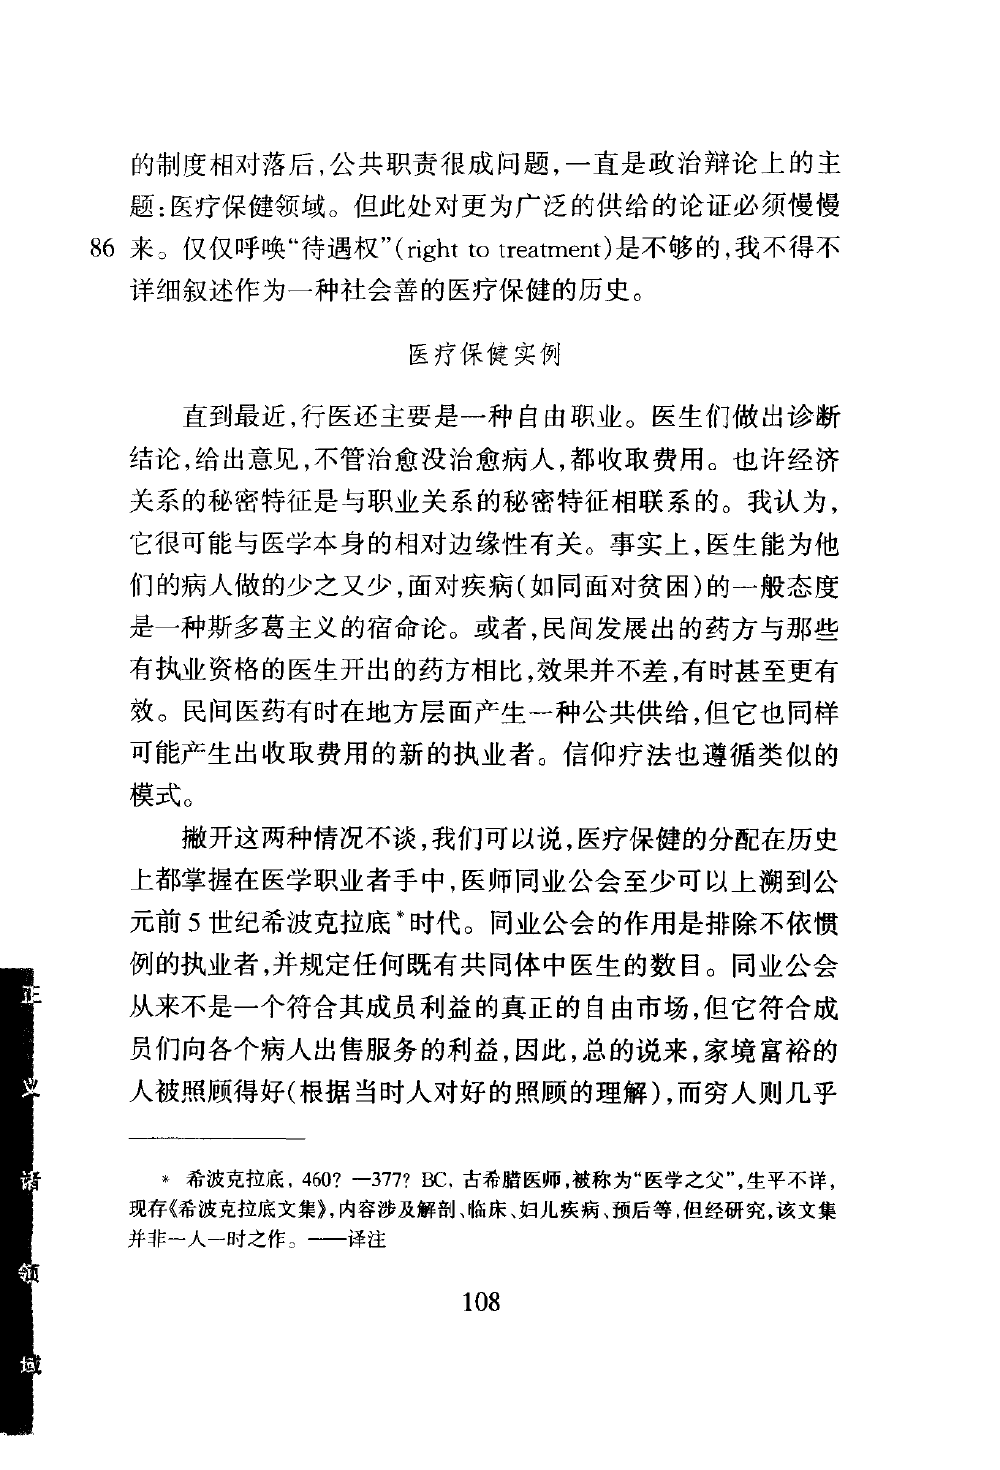 的制度相对落后,公共职责很成问题,一直是政治辩论上的主
题:医疗保健领域。但此处对更为广泛的供给的论证必须慢慢
86 来。仅仅呼唤“待遇权”(right to treatment)是不够的,我不得不
详细叙述作为一种社会善的医疗保健的历史。
医疗保健实例
直到最近,行医还主要是一种自由职业。医生们做出诊断
结论,给出意见,不管治愈没治愈病人,都收取费用。也许经济
关系的秘密特征是与职业关系的秘密特征相联系的。我认为,
它很可能与医学本身的相对边缘性有关。事实上,医生能为他
们的病人做的少之又少,面对疾病(如同面对贫困)的一般态度
是一种斯多葛主义的宿命论。或者,民间发展出的药方与那些
有执业资格的医生开出的药方相比,效果并不差,有时甚至更有
效。民间医药有时在地方层面产生一种公共供给,但它也同样
可能产生出收取费用的新的执业者。信仰疗法也遵循类似的
模式。
撇开这两种情况不谈,我们可以说,医疗保健的分配在历史
上都掌握在医学职业者手中,医师同业公会至少可以上溯到公
元前 5 世纪希波克拉底*时代。同业公会的作用是排除不依惯
例的执业者,并规定任何既有共同体中医生的数目。同业公会
从来不是一个符合其成员利益的真正的自由市场,但它符合成
员们向各个病人出售服务的利益,因此,总的说来,家境富裕的
人被照顾得好(根据当时人对好的照顾的理解),而穷人则几乎
* 希波克拉底, 460? —377? BC, 古希腊医师,被称为“医学之父”,生平不详,
现存《希波克拉底文集》,内容涉及解剖、临床、妇儿疾病、预后等,但经研究,该文集
并非一人一时之作。——译注
108
正
义
诸
领
域